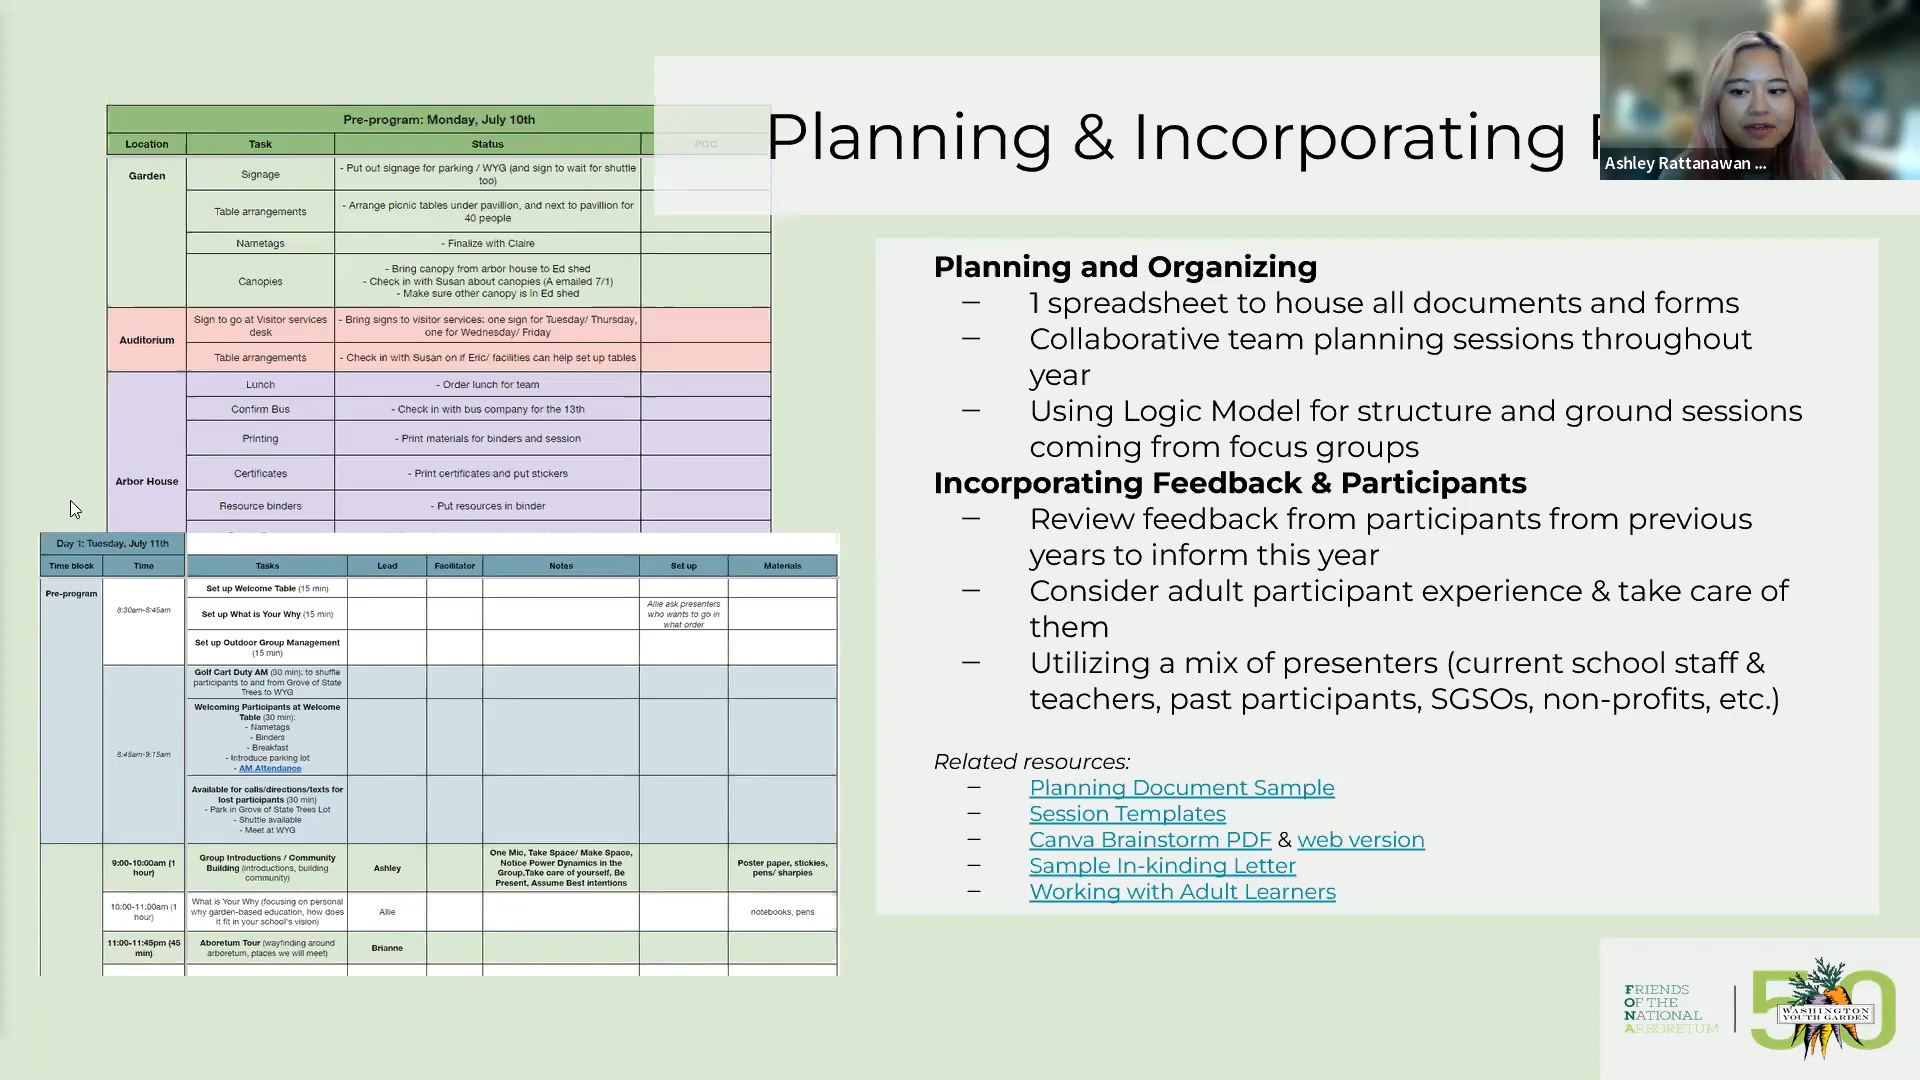 Planning & Incorporating
Ashley Rattanawan ...
Pre-program: Monday, July 10th
Location Task Status POC
Garden
Signage
- Put out signage for parking / WYG (and sign to wait for shuttle
too)
Table arrangements
- Arrange picnic tables under pavillion, and next to pavillion for
40 people
Nametags
- Finalize with Claire
Canopies
- Bring canopy from arbor house to Ed shed
- Check in with Susan about canopies (A emailed 7/1)
- Make sure other canopy is In Ed shed
Auditorium
Sign to go at Visitor services
desk
- Bring signs to visitor services: one sign for Tuesday/ Thursday,
one for Wednesday/ Friday
Table arrangements
- Check in with Susan on if Eric/ facilities can help set up tables
Arbor House
Lunch
- Order lunch for team
Confirm Bus
- Check in with bus company for the 13th
Printing
- Print materials for binders and session
Certificates
- Print certificates and put stickers
Resource binders
- Put resources in binder
Day 1: Tuesday, July 11th
Time block Time Tasks Lead Facilitator Notes Set up Materials
Pre-program
8:30am-8:45am
Set up Welcome Table (15 min)
Set up What is Your Why (15 min)
Allie ask presenters
who wants to go in
what order
Set up Outdoor Group Management
(15 min)
8:45am-9:15am
Golf Cart Duty AM (30 min): to shuffle
participants to and from Grove of State
Trees to WYG
Welcoming Participants at Welcome
Table (30 min):
- Nametags
- Binders
- Breakfast
- Introduce parking lot
- AM Attendance
Available for calls/directions/texts for
lost participants (30 min)
- Park in Grove of State Trees Lot
- Shuttle available
- Meet at WYG
9:00-10:00am (1
hour)
Group Introductions / Community
Building (introductions, building
community)
Ashley
One Mic, Take Space/ Make Space,
Notice Power Dynamics in the
Group,Take care of yourself, Be
Present, Assume Best intentions
Poster paper, stickies,
pens/ sharpies
10:00-11:00am (1
hour)
What is Your Why (focusing on personal
why garden-based education, how does
it fit in your school's vision)
Allie
notebooks, pens
11:00-11:45pm (45
min)
Aboretum Tour (wayfinding around
arboretum, places we will meet)
Brianne
Planning and Organizing
– 1 spreadsheet to house all documents and forms
– Collaborative team planning sessions throughout
year
– Using Logic Model for structure and ground sessions
coming from focus groups
Incorporating Feedback & Participants
– Review feedback from participants from previous
years to inform this year
– Consider adult participant experience & take care of
them
– Utilizing a mix of presenters (current school staff &
teachers, past participants, SGSOs, non-profits, etc.)
Related resources:
– Planning Document Sample
– Session Templates
– Canva Brainstorm PDF & web version
– Sample In-kinding Letter
– Working with Adult Learners
FRIENDS
OF THE
NATIONAL
ARBORETUM
50
WASHINGTON
YOUTH GARDEN